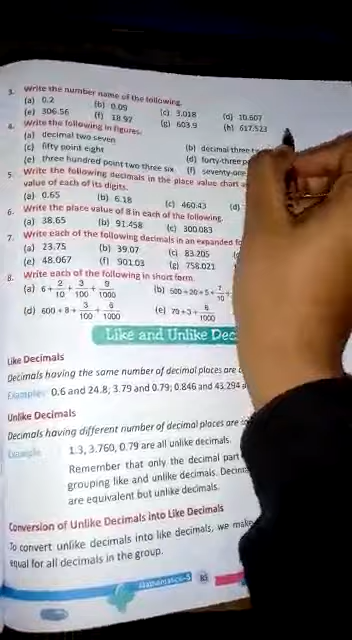 3. Write the number name of the following.
(a) 0.2 (b) 0.09 (c) 3.018 (d) 10.607
(e) 306.56 (f) 18.92 (g) 603.9 (h) 617.523
4. Write the following in figures:
(a) decimal two seven (b) decimal three
(c) fifty point eight (d) forty-three
(e) three hundred point two three six (f) seventy-one
5. Write the following decimals in the place value chart
value of each of its digits.
(a) 0.65 (b) 6.18 (c) 460.43 (d)
6. Write the place value of 8 in each of the following.
(a) 38.65 (b) 91.458 (c) 300.083
7. Write each of the following decimals in an expanded
(a) 23.75 (b) 39.07 (c) 83.205
(e) 48.067 (f) 901.03 (g) 758.021
8. Write each of the following in short form.
(a) 6 + 2/10 + 3/100 + 9/1000 (b) 500 + 20 + 5 + 7/10 +
(d) 600 + 8 + 3/100 + 6/1000 (e) 70 + 3 + 6/1000
Like and Unlike
Like Decimals
Decimals having the same number of decimal places are
Examples: 0.6 and 24.8; 3.79 and 0.79; 0.846 and 43.294
Unlike Decimals
Decimals having different number of decimal places are
Example: 1.3, 3.760, 0.79 are all unlike decimals.
Remember that only the decimal part
grouping like and unlike decimals.
are equivalent but unlike decimals.
Conversion of Unlike Decimals into Like Decimals
To convert unlike decimals into like decimals, we make
equal for all decimals in the group.
Mathematics-5